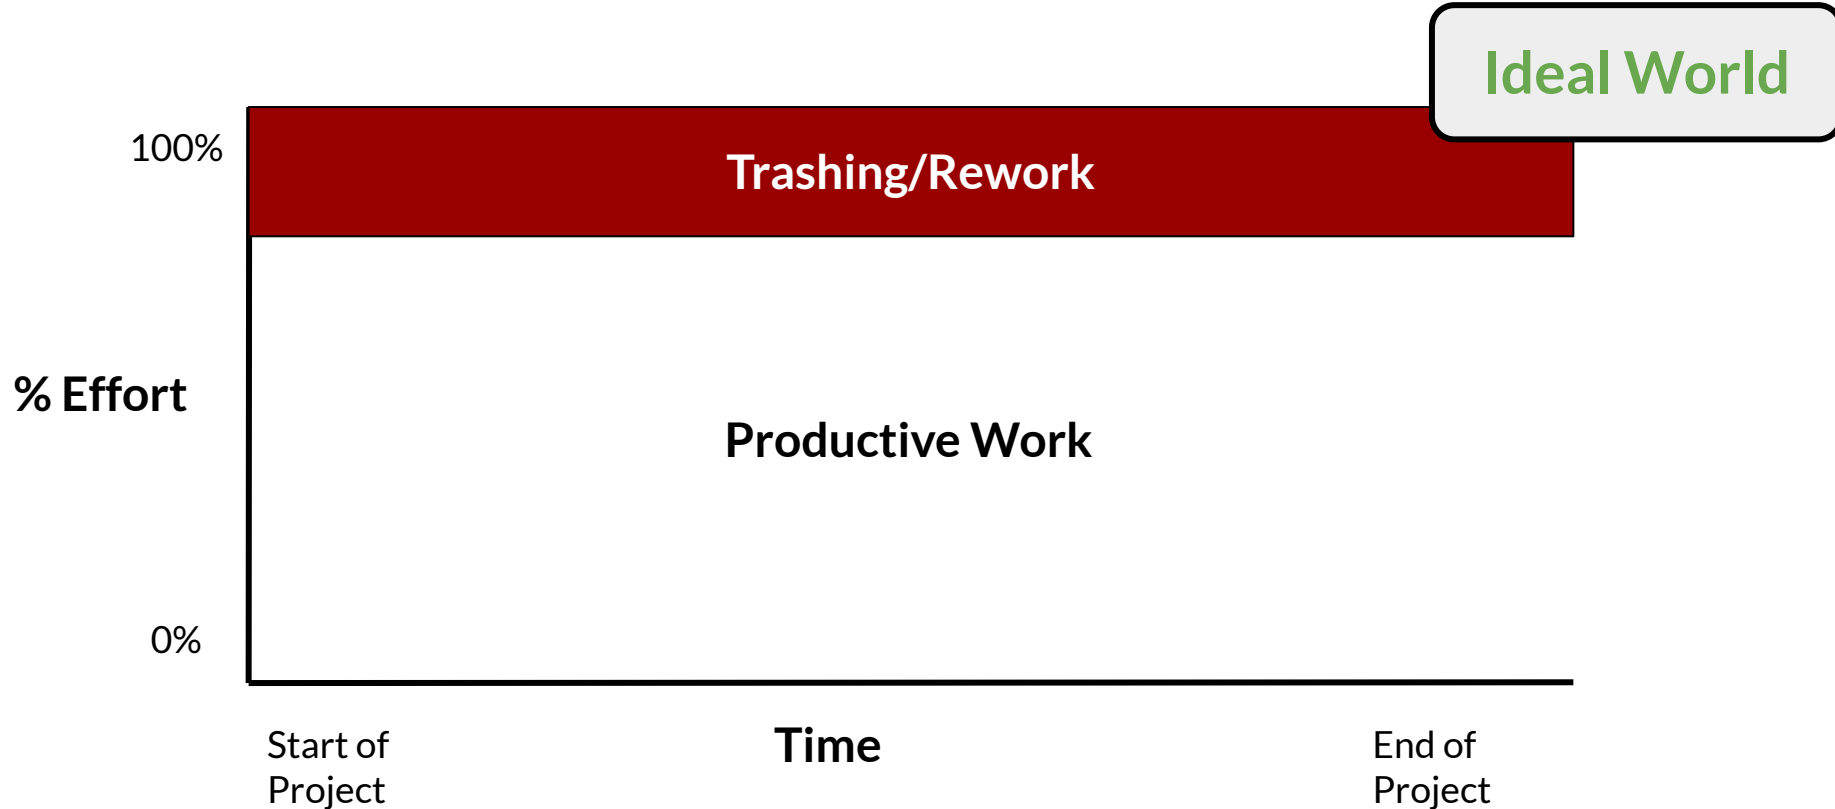 Ideal World
100%
Trashing/Rework
% Effort
Productive Work
0%
Start of
Project
Time
End of
Project